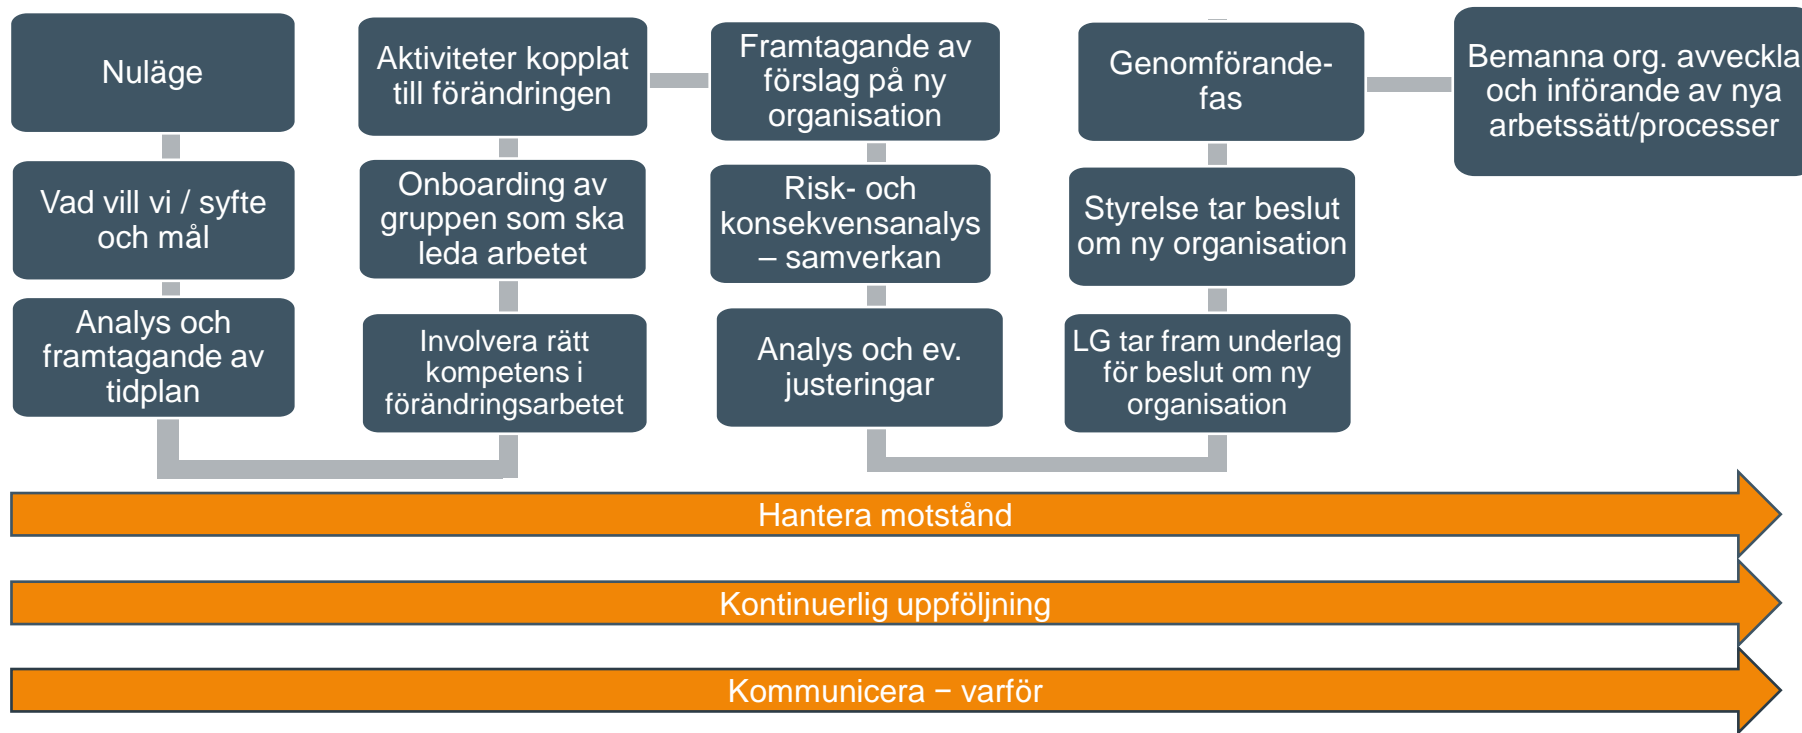 Nuläge
Vad vill vi / syfte
och mål
Analys och
framtagande av
tidplan
Aktiviteter kopplat
till förändringen
Onboarding av
gruppen som ska
leda arbetet
Involvera rätt
kompetens i
förändringsarbetet
Framtagande av
förslag på ny
organisation
Risk- och
konsekvensanalys
– samverkan
Analys och ev.
justeringar
Genomförande-
fas
Styrelse tar beslut
om ny organisation
LG tar fram underlag
för beslut om ny
organisation
Bemanna org. avveckla
och införande av nya
arbetssätt/processer
Hantera motstånd
Kontinuerlig uppföljning
Kommunicera – varför